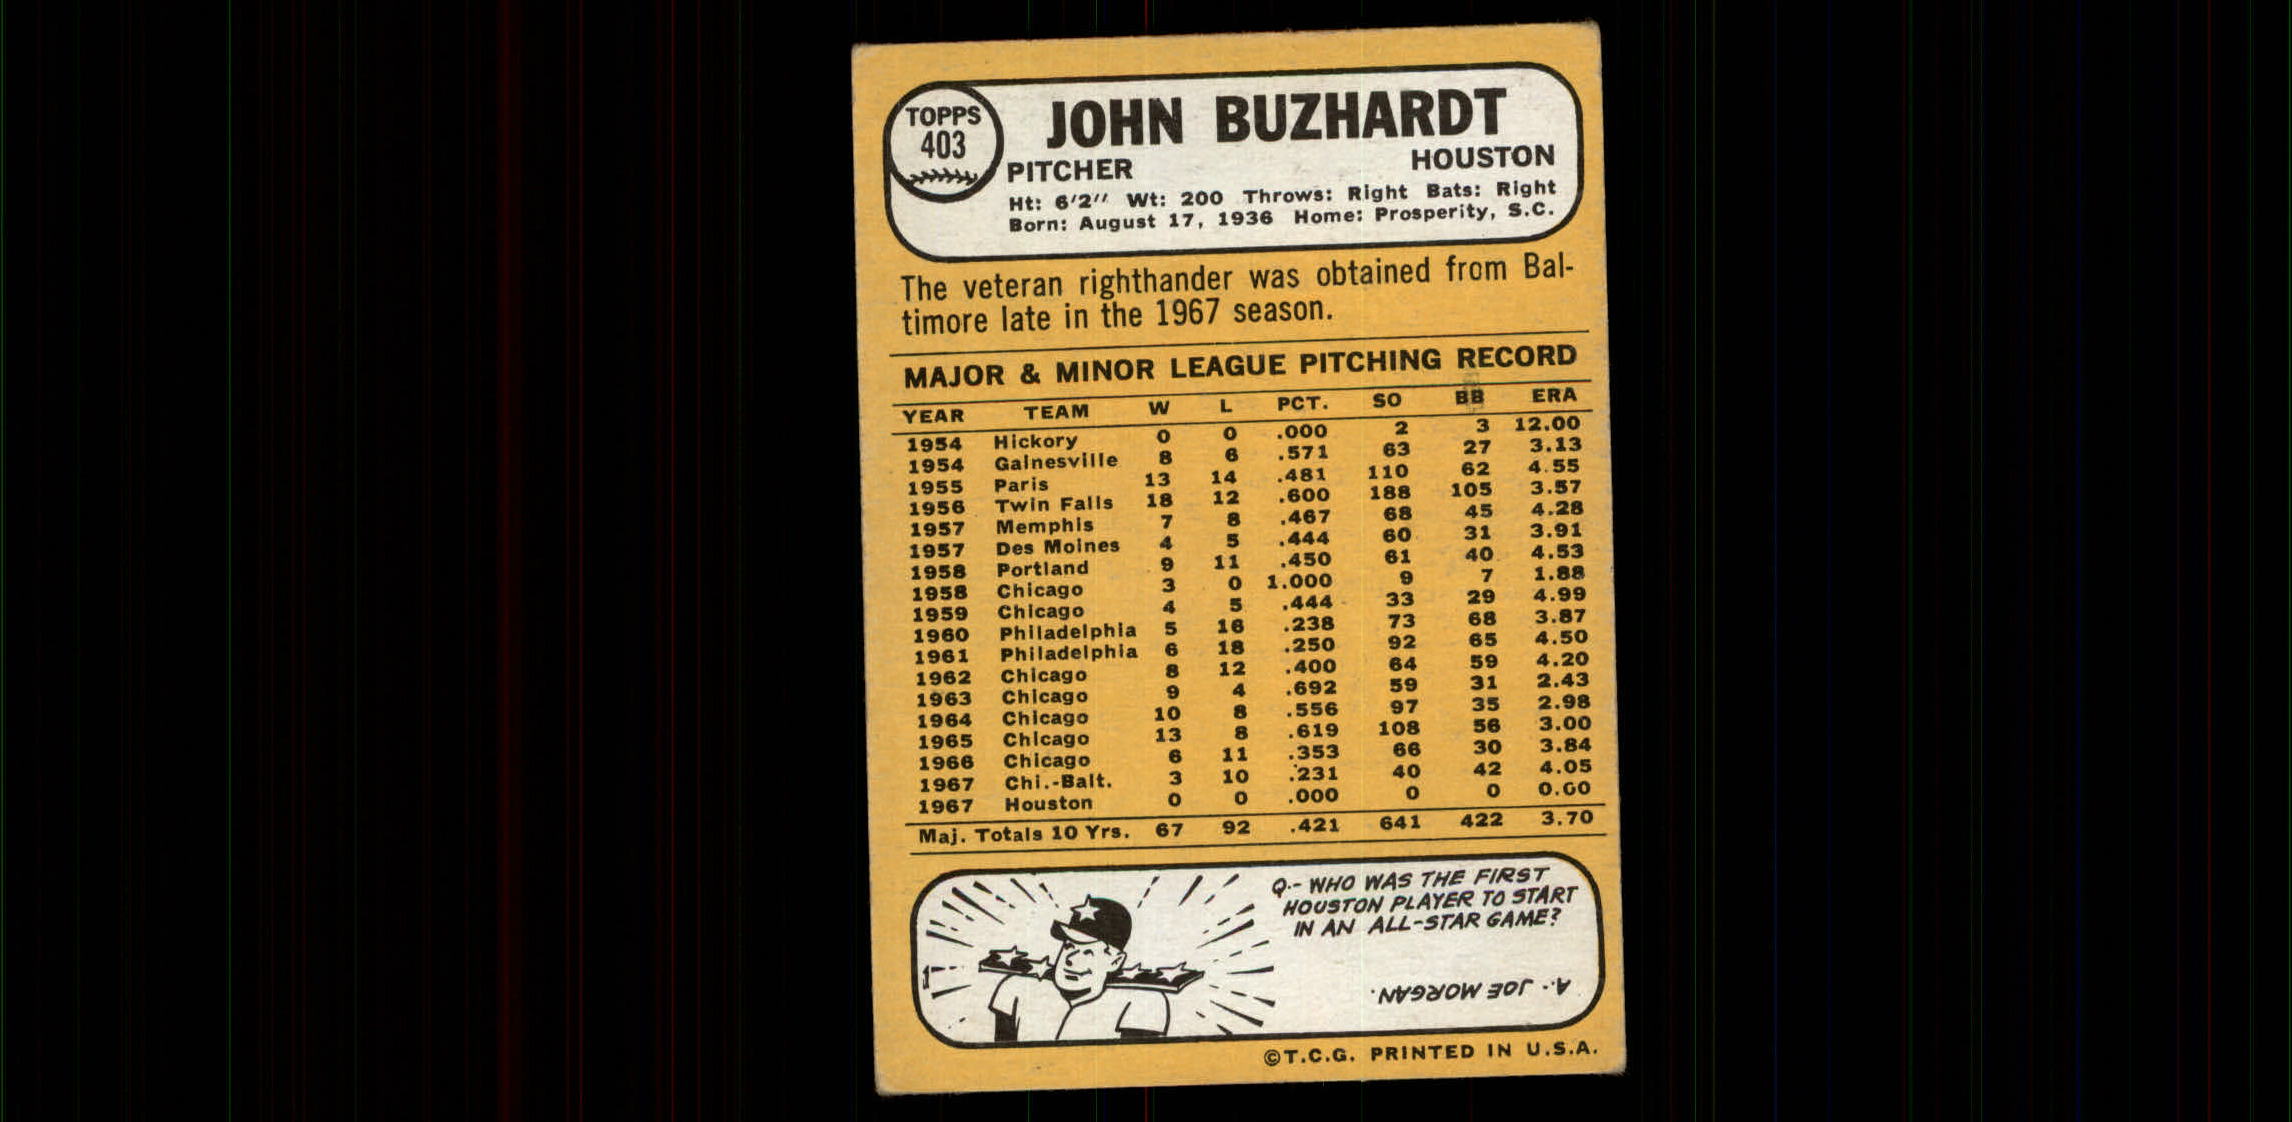 TOPPS
403
JOHN BUZHARDT
PITCHER HOUSTON
Ht: 6'2" Wt: 200 Throws: Right Bats: Right
Born: August 17, 1936 Home: Prosperity, S.C.
The veteran righthander was obtained from Bal-
timore late in the 1967 season.
MAJOR & MINOR LEAGUE PITCHING RECORD
YEAR TEAM W L PCT. SO BB ERA
1954 Hickory 0 0 .000 2 3 12.00
1954 Gainesville 8 6 .571 63 27 3.13
1955 Paris 13 14 .481 110 62 4.55
1956 Twin Falls 18 12 .600 188 105 3.57
1957 Memphis 7 8 .467 68 45 4.28
1957 Des Moines 4 5 .444 60 31 3.91
1958 Portland 9 11 .450 61 40 4.53
1958 Chicago 3 0 1.000 9 7 1.88
1959 Chicago 4 5 .444 33 29 4.99
1960 Philadelphia 5 16 .238 73 68 3.87
1961 Philadelphia 6 18 .250 92 65 4.50
1962 Chicago 8 12 .400 64 59 4.20
1963 Chicago 9 4 .692 59 31 2.43
1964 Chicago 10 8 .556 97 35 2.98
1965 Chicago 13 8 .619 108 56 3.00
1966 Chicago 6 11 .353 66 30 3.84
1967 Chi.-Balt. 3 10 .231 40 42 4.05
1967 Houston 0 0 .000 0 0 0.00
Maj. Totals 10 Yrs. 67 92 .421 641 422 3.70
Q.- WHO WAS THE FIRST
HOUSTON PLAYER TO START
IN AN ALL-STAR GAME?
A.- JOE MORGAN.
©T.C.G. PRINTED IN U.S.A.